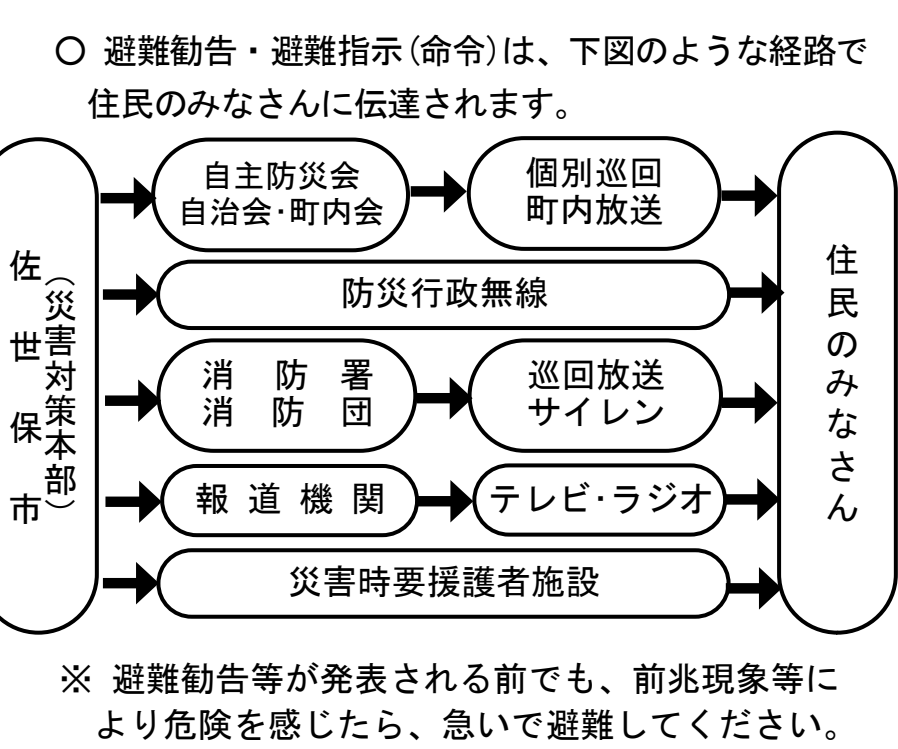 ○ 避難勧告・避難指示(命令)は、下図のような経路で
住民のみなさんに伝達されます。
佐世保市
（災害対策本部）
自主防災会
自治会･町内会
個別巡回
町内放送
防災行政無線
消防署
消防団
巡回放送
サイレン
報道機関
テレビ･ラジオ
災害時要援護者施設
住民のみなさん
※ 避難勧告等が発表される前でも、前兆現象等に
より危険を感じたら、急いで避難してください。